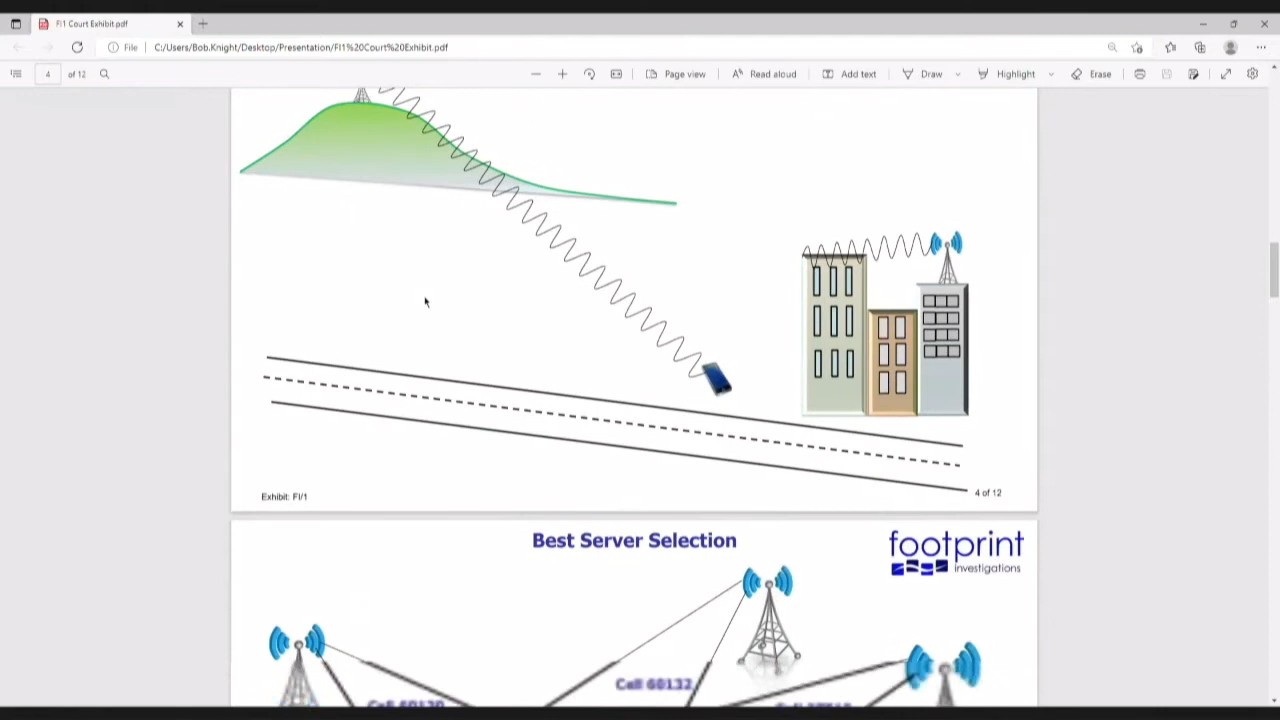 FI1 Court Exhibit.pdf
File
C:/Users/Bob.Knight/Desktop/Presentation/FI1%20Court%20Exhibit.pdf
4 of 12
Page view
Read aloud
Add text
Draw
Highlight
Erase
Exhibit: FI/1
4 of 12
Best Server Selection
footprint
investigations
Cell 60132